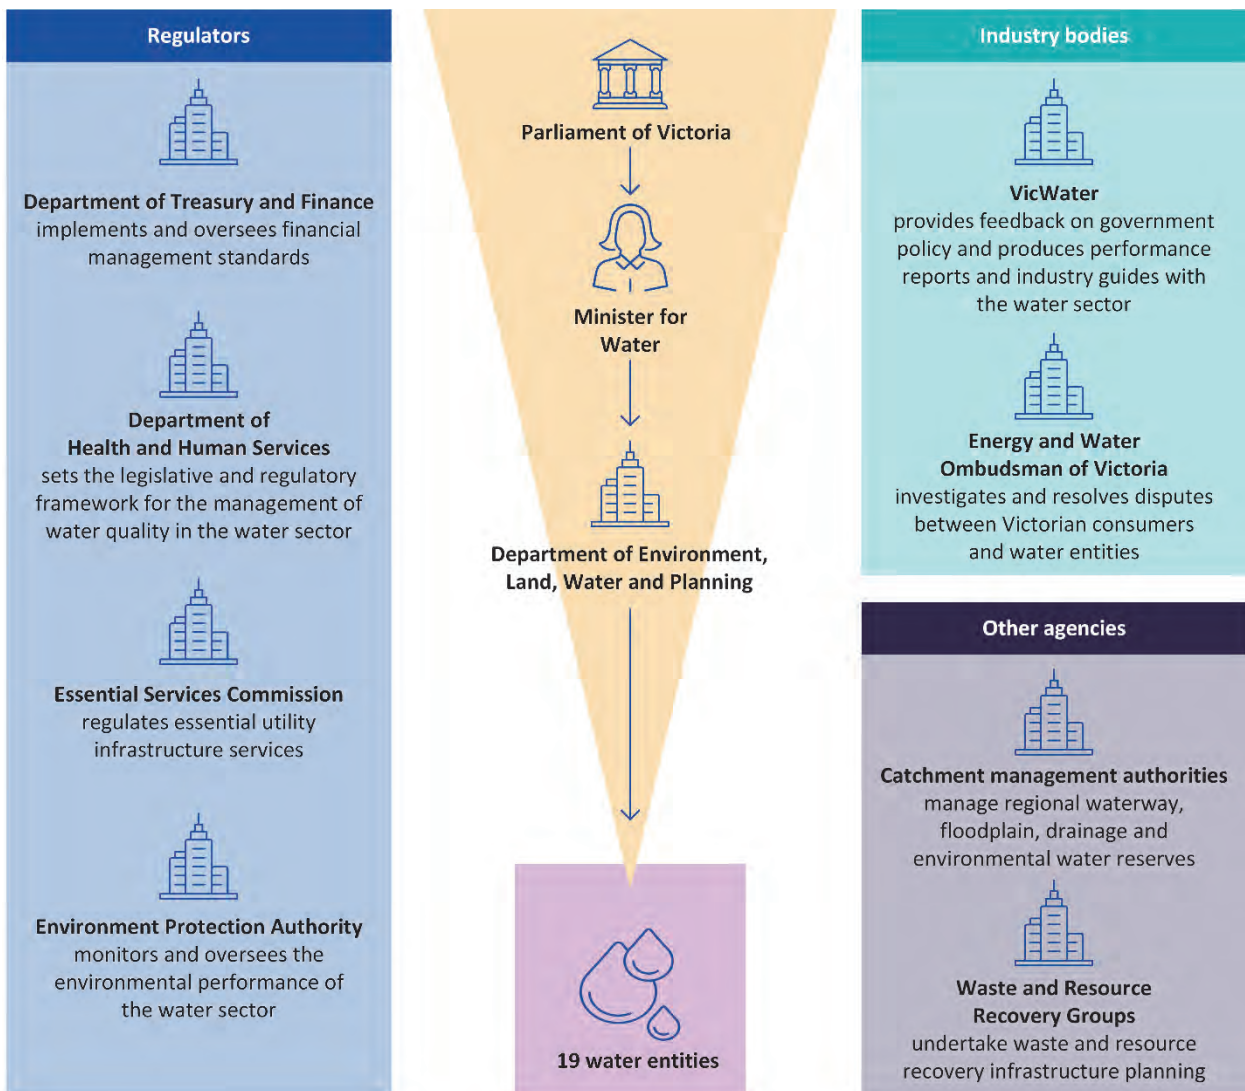 Regulators
Department of Treasury and Finance
implements and oversees financial
management standards
Department of
Health and Human Services
sets the legislative and regulatory
framework for the management of
water quality in the water sector
Essential Services Commission
regulates essential utility
infrastructure services
Environment Protection Authority
monitors and oversees the
environmental performance of
the water sector
Parliament of Victoria
Minister for
Water
Department of Environment,
Land, Water and Planning
19 water entities
Industry bodies
VicWater
provides feedback on government
policy and produces performance
reports and industry guides with
the water sector
Energy and Water
Ombudsman of Victoria
investigates and resolves disputes
between Victorian consumers
and water entities
Other agencies
Catchment management authorities
manage regional waterway,
floodplain, drainage and
environmental water reserves
Waste and Resource
Recovery Groups
undertake waste and resource
recovery infrastructure planning